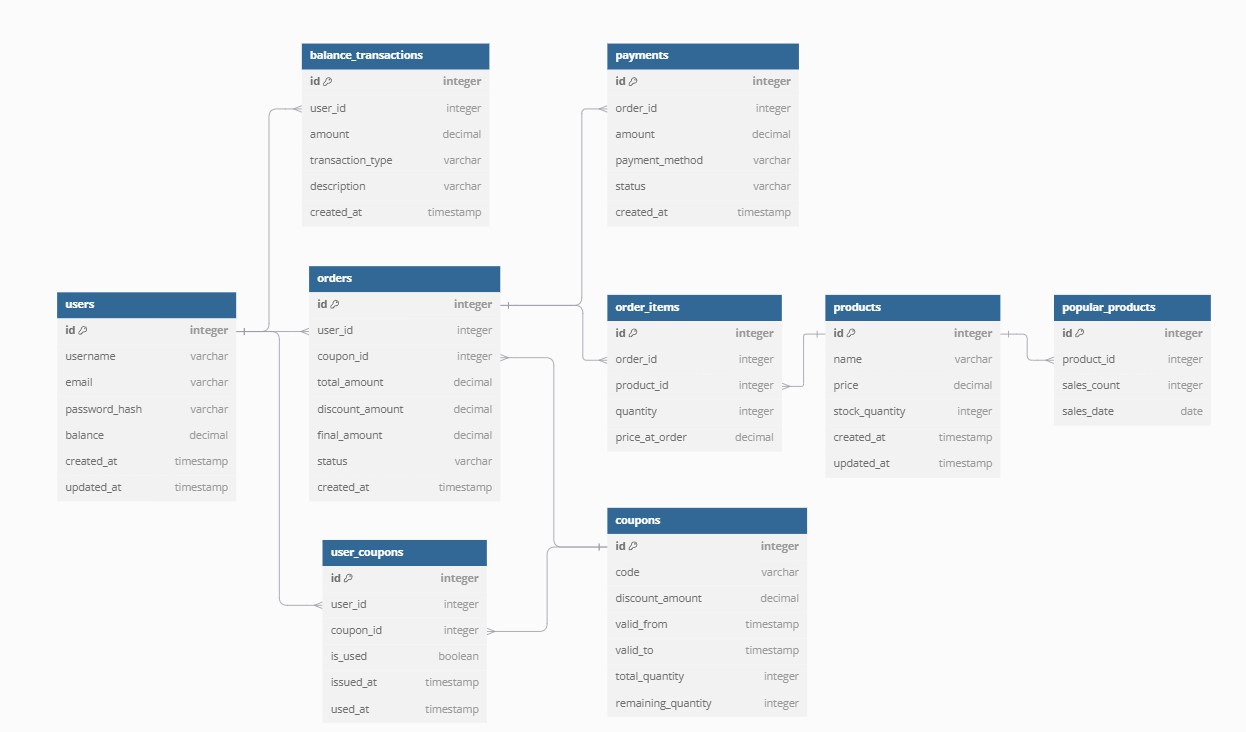 balance_transactions
id integer
user_id integer
amount decimal
transaction_type varchar
description varchar
created_at timestamp
payments
id integer
order_id integer
amount decimal
payment_method varchar
status varchar
created_at timestamp
users
id integer
username varchar
email varchar
password_hash varchar
balance decimal
created_at timestamp
updated_at timestamp
orders
id integer
user_id integer
coupon_id integer
total_amount decimal
discount_amount decimal
final_amount decimal
status varchar
created_at timestamp
order_items
id integer
order_id integer
product_id integer
quantity integer
price_at_order decimal
products
id integer
name varchar
price decimal
stock_quantity integer
created_at timestamp
updated_at timestamp
popular_products
id integer
product_id integer
sales_count integer
sales_date date
user_coupons
id integer
user_id integer
coupon_id integer
is_used boolean
issued_at timestamp
used_at timestamp
coupons
id integer
code varchar
discount_amount decimal
valid_from timestamp
valid_to timestamp
total_quantity integer
remaining_quantity integer